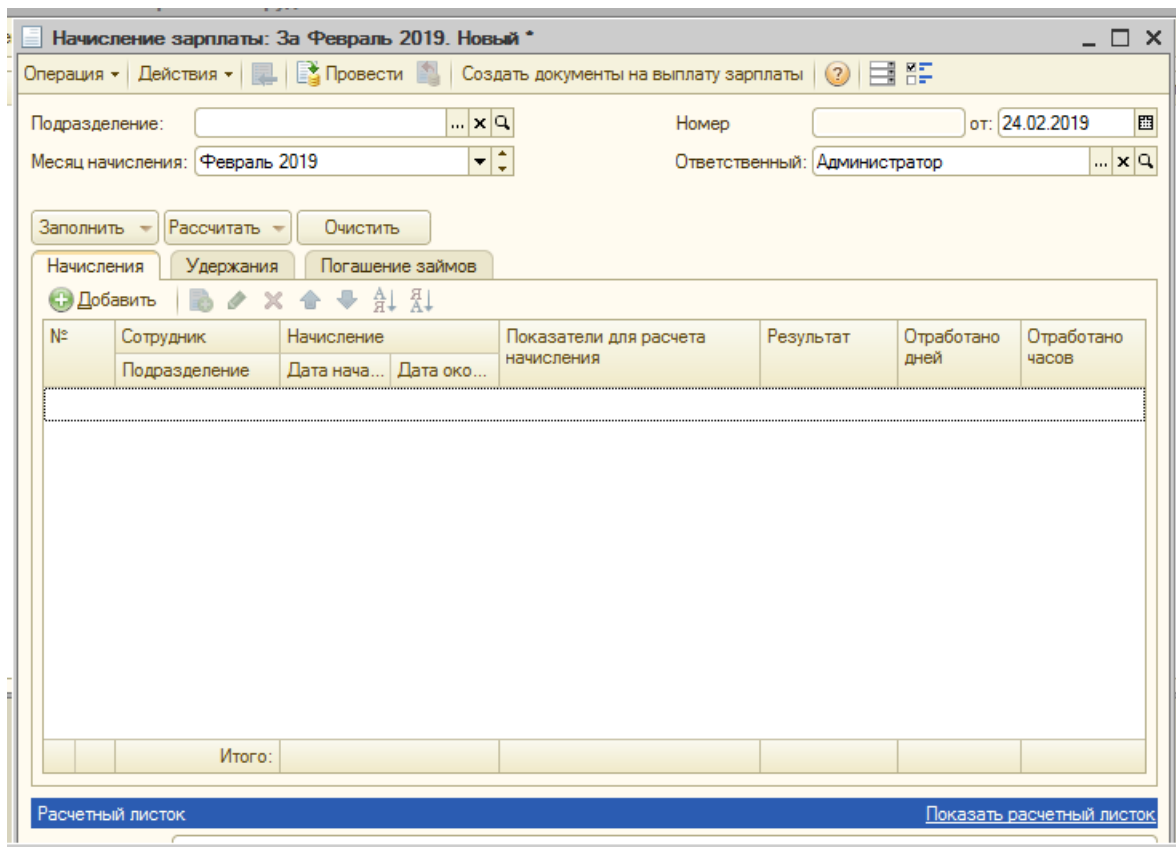 Начисление зарплаты: За Февраль 2019. Новый *
Операция Действия Провести Создать документы на выплату зарплаты ?
Подразделение: ... x Номер от: 24.02.2019
Месяц начисления: Февраль 2019 Ответственный: Администратор ... x
Заполнить Рассчитать Очистить
Начисления Удержания Погашение займов
Добавить
№ Сотрудник Начисление Показатели для расчета начисления Результат Отработано дней Отработано часов
Подразделение Дата нача... Дата око...
Итого:
Расчетный листок Показать расчетный листок